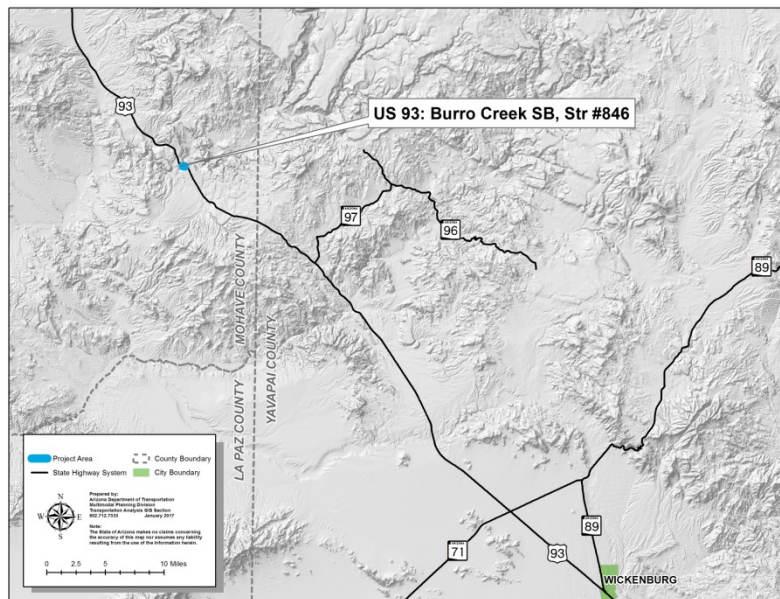 93
US 93: Burro Creek SB, Str #846
97
96
89
MOHAVE COUNTY
LA PAZ COUNTY
YAVAPAI COUNTY
Project Area
County Boundary
State Highway System
City Boundary
N
W
E
S
Prepared by:
Arizona Department of Transportation
Multimodal Planning Division
Transportation Analysis GIS Section
602.712.7333 January 2017
Note:
The State of Arizona makes no claims concerning
the accuracy of this map nor assumes any liability
resulting from the use of the information herein.
0 2.5 5 10 Miles
71
93
89
WICKENBURG